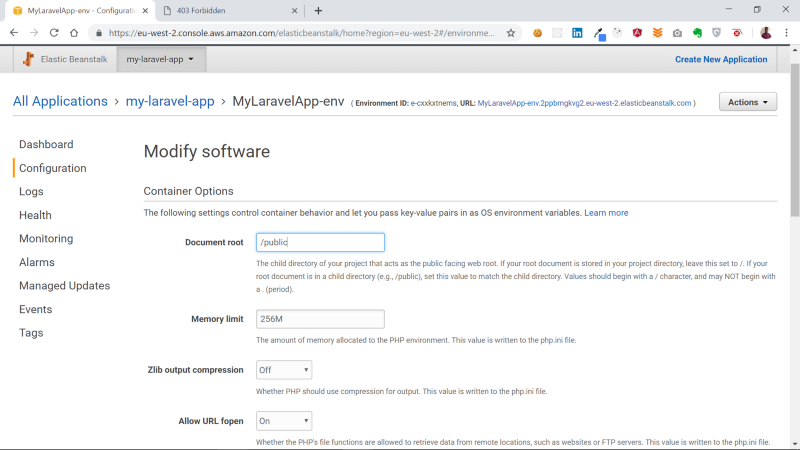 MyLaravelApp-env - Configuratio
403 Forbidden
https://eu-west-2.console.aws.amazon.com/elasticbeanstalk/home?region=eu-west-2#/environme...
Elastic Beanstalk
my-laravel-app
Create New Application
All Applications > my-laravel-app > MyLaravelApp-env ( Environment ID: e-cxxkxtnems, URL: MyLaravelApp-env.2ppbmgkvg2.eu-west-2.elasticbeanstalk.com )
Actions
Dashboard
Configuration
Logs
Health
Monitoring
Alarms
Managed Updates
Events
Tags
Modify software
Container Options
The following settings control container behavior and let you pass key-value pairs in as OS environment variables. Learn more
Document root
/public
The child directory of your project that acts as the public facing web root. If your root document is stored in your project directory, leave this set to /. If your
root document is in a child directory (e.g., /public), set this value to match the child directory. Values should begin with a / character, and may NOT begin with
a . (period).
Memory limit
256M
The amount of memory allocated to the PHP environment. This value is written to the php.ini file.
Zlib output compression
Off
Whether PHP should use compression for output. This value is written to the php.ini file.
Allow URL fopen
On
Whether the PHP's file functions are allowed to retrieve data from remote locations, such as websites or FTP servers. This value is written to the php.ini file.